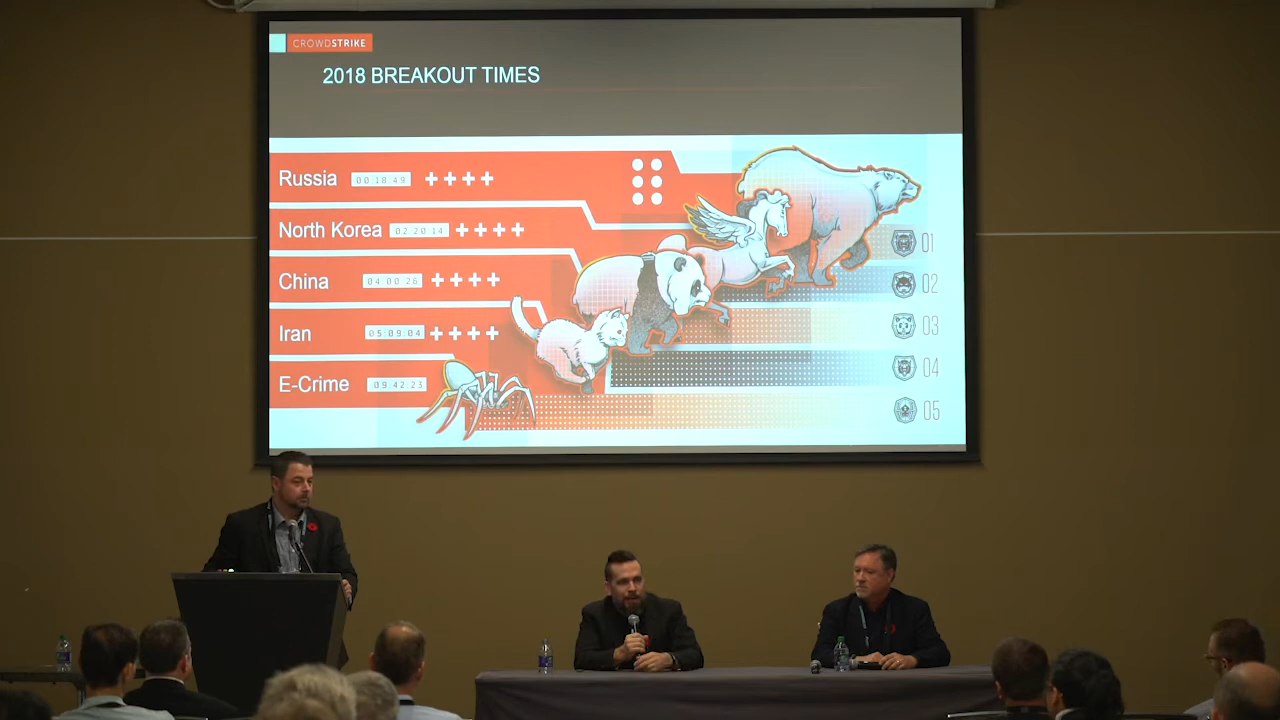 CROWDSTRIKE
2018 BREAKOUT TIMES
Russia 00:18:49
North Korea 02:20:14
China 04:00:26
Iran 05:09:04
E-Crime 09:42:23
01
02
03
04
05